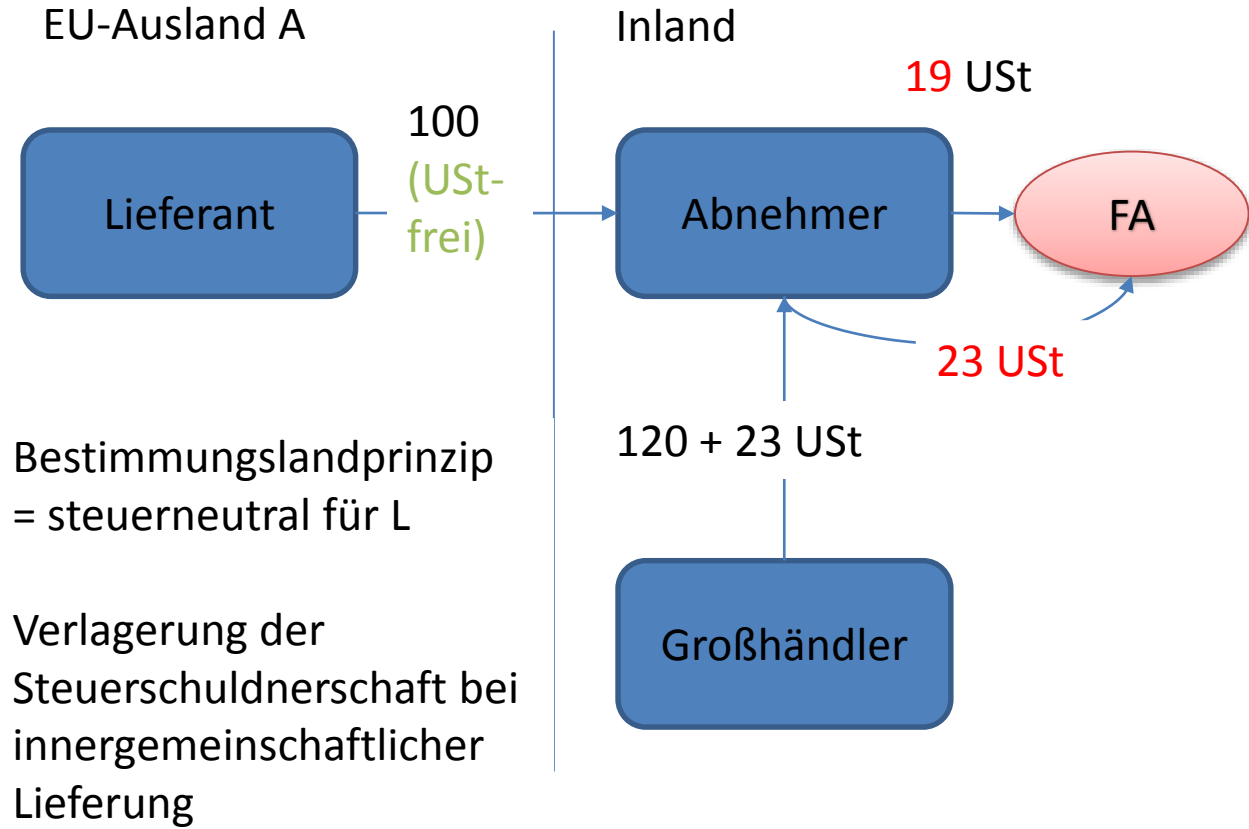 EU-Ausland A
Inland
19 USt
100
(USt-
frei)
Lieferant
Abnehmer
FA
23 USt
120 + 23 USt
Großhändler
Bestimmungslandprinzip
= steuerneutral für L
Verlagerung der
Steuerschuldnerschaft bei
innergemeinschaftlicher
Lieferung